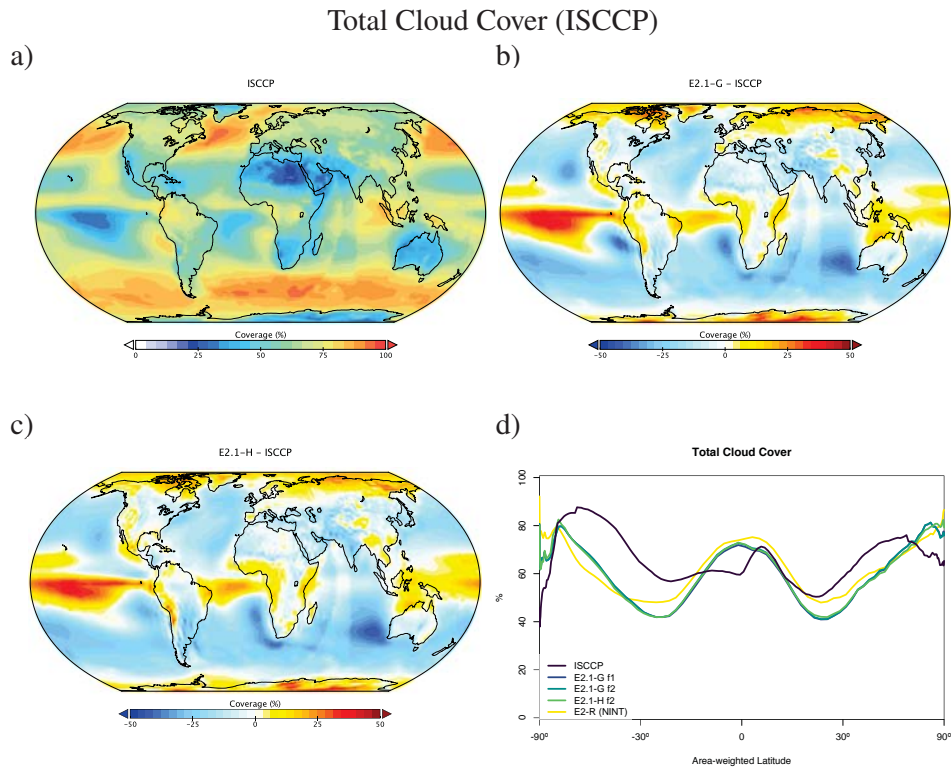 Total Cloud Cover (ISCCP)
a)
b)
ISCCP
E2.1-G - ISCCP
Coverage (%)
0 25 50 75 100
Coverage (%)
-50 -25 0 25 50
c)
d)
E2.1-H - ISCCP
Coverage (%)
-50 -25 0 25 50
Total Cloud Cover
100
80
60
40
20
0
%
ISCCP
E2.1-G f1
E2.1-G f2
E2.1-H f2
E2-R (NINT)
-90º -30º 0 30º 90º
Area-weighted Latitude